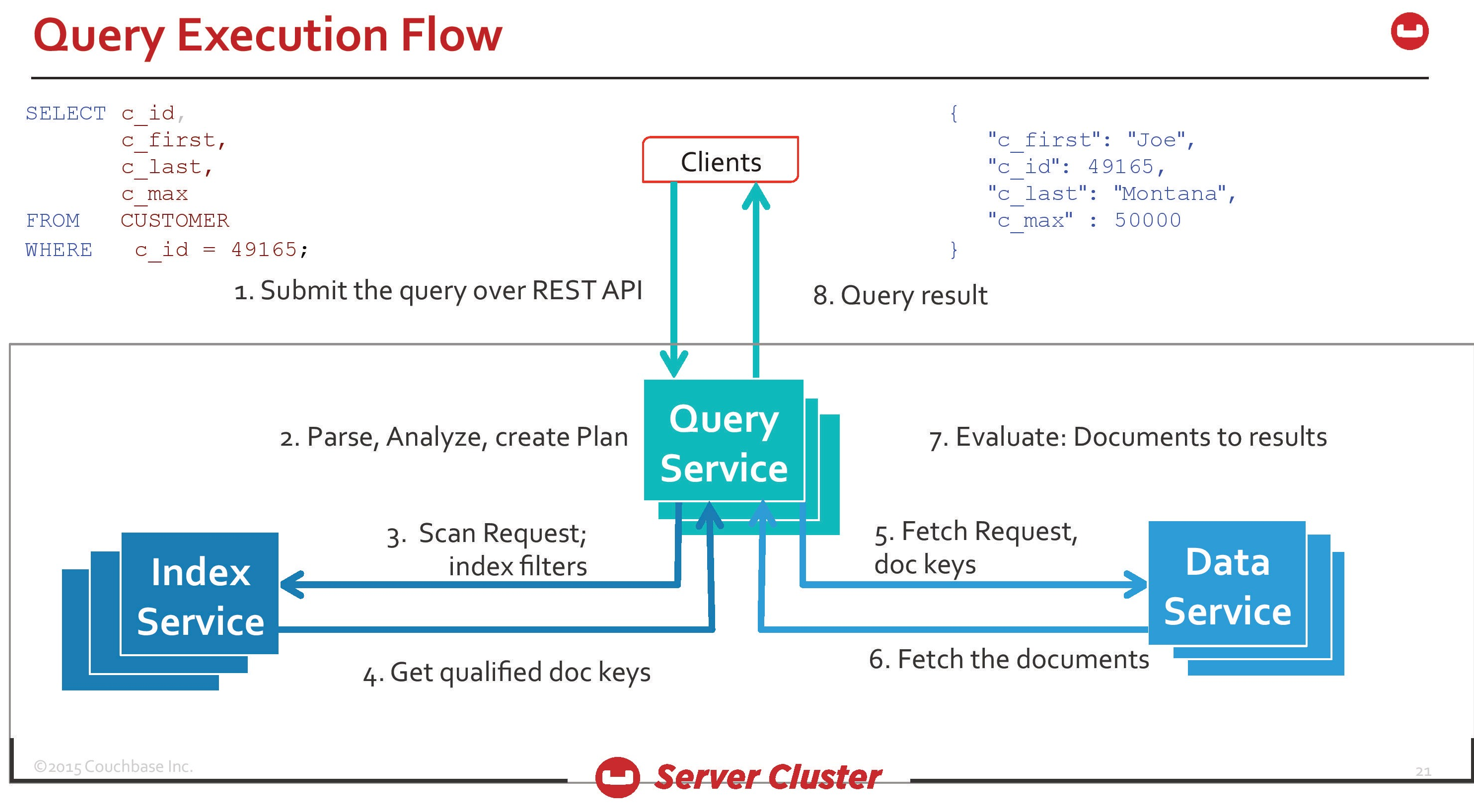 Query Execution Flow
SELECT c_id,
c_first,
c_last,
c_max
FROM CUSTOMER
WHERE c_id = 49165;
Clients
{
"c_first": "Joe",
"c_id": 49165,
"c_last": "Montana",
"c_max" : 50000
}
1. Submit the query over REST API
8. Query result
2. Parse, Analyze, create Plan
Query
Service
7. Evaluate: Documents to results
3. Scan Request;
index filters
5. Fetch Request,
doc keys
Index
Service
Data
Service
4. Get qualified doc keys
6. Fetch the documents
©2015 Couchbase Inc.
Server Cluster
21